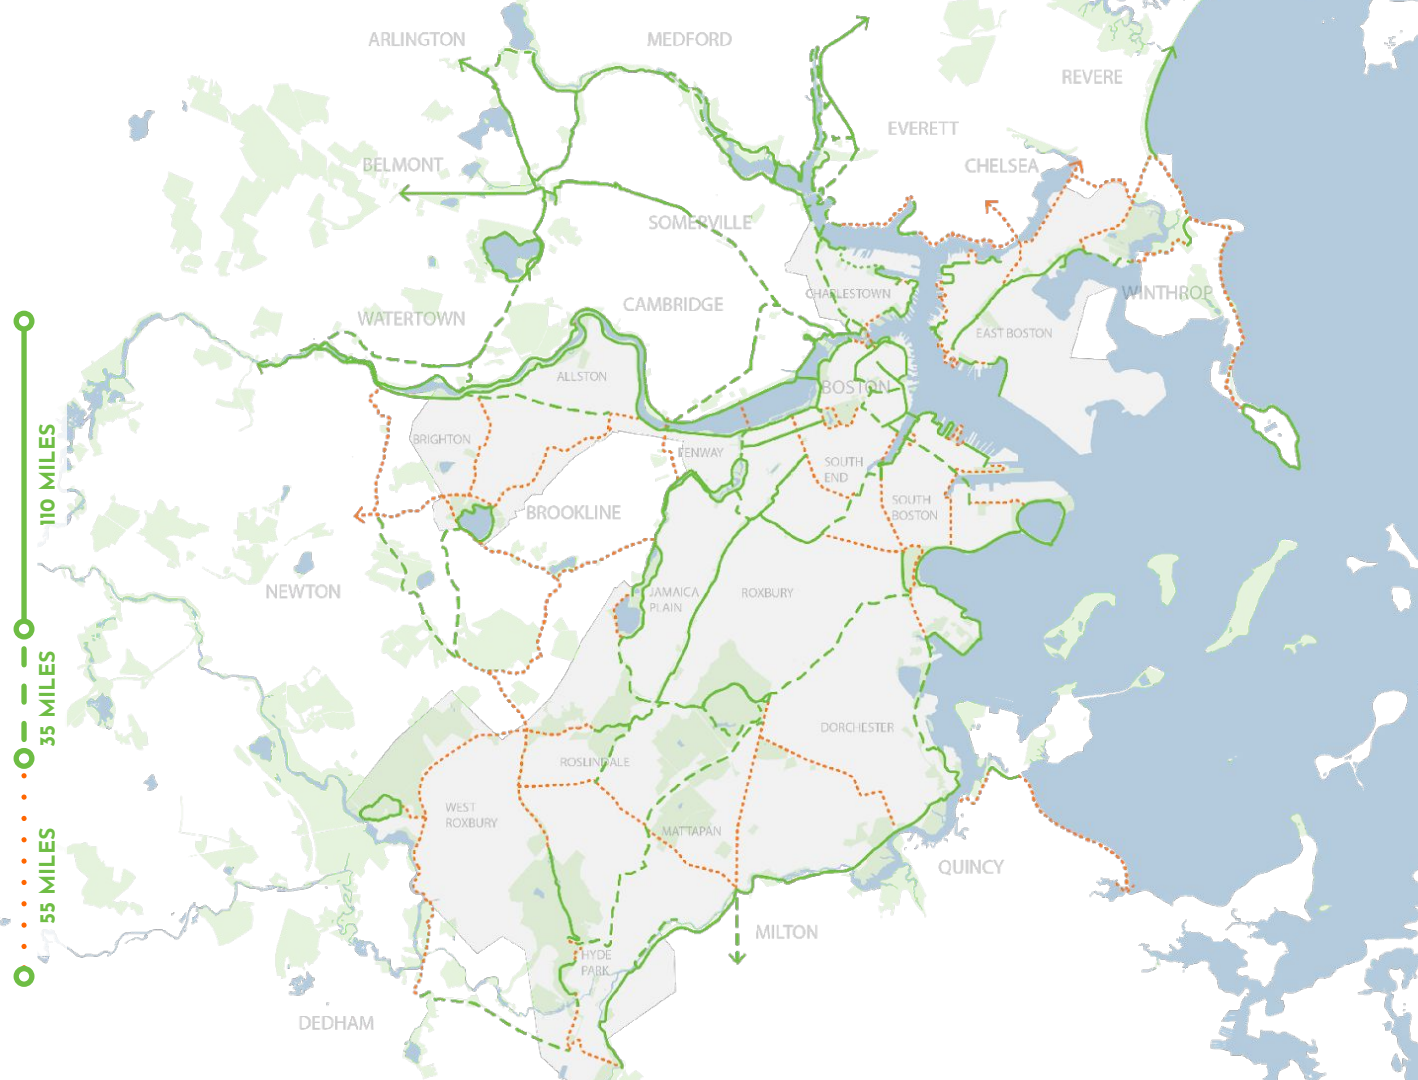 ARLINGTON
MEDFORD
REVERE
EVERETT
BELMONT
CHELSEA
SOMERVILLE
WINTHROP
CHARLESTOWN
CAMBRIDGE
WATERTOWN
EAST BOSTON
ALLSTON
BOSTON
BRIGHTON
FENWAY
SOUTH
END
SOUTH
BOSTON
BROOKLINE
NEWTON
JAMAICA
PLAIN
ROXBURY
DORCHESTER
ROSLINDALE
WEST
ROXBURY
MATTAPAN
QUINCY
MILTON
HYDE
PARK
DEDHAM
110 MILES
35 MILES
55 MILES